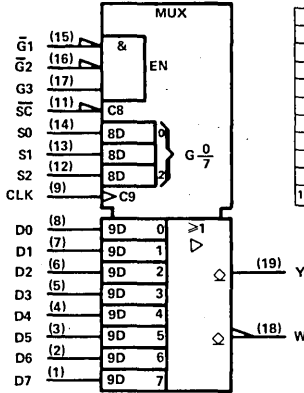 MUX
G̅1 (15) &
G̅2 (16) EN
G3 (17)
S̅C̅ (11) C8
S0 (14) 8D 0
S1 (13) 8D G 0/7
S2 (12) 8D 2
CLK (9) C9
D0 (8) 9D 0 ≥1
D1 (7) 9D 1
D2 (6) 9D 2 (19) Y
D3 (5) 9D 3
D4 (4) 9D 4
D5 (3) 9D 5 (18) W
D6 (2) 9D 6
D7 (1) 9D 7
1